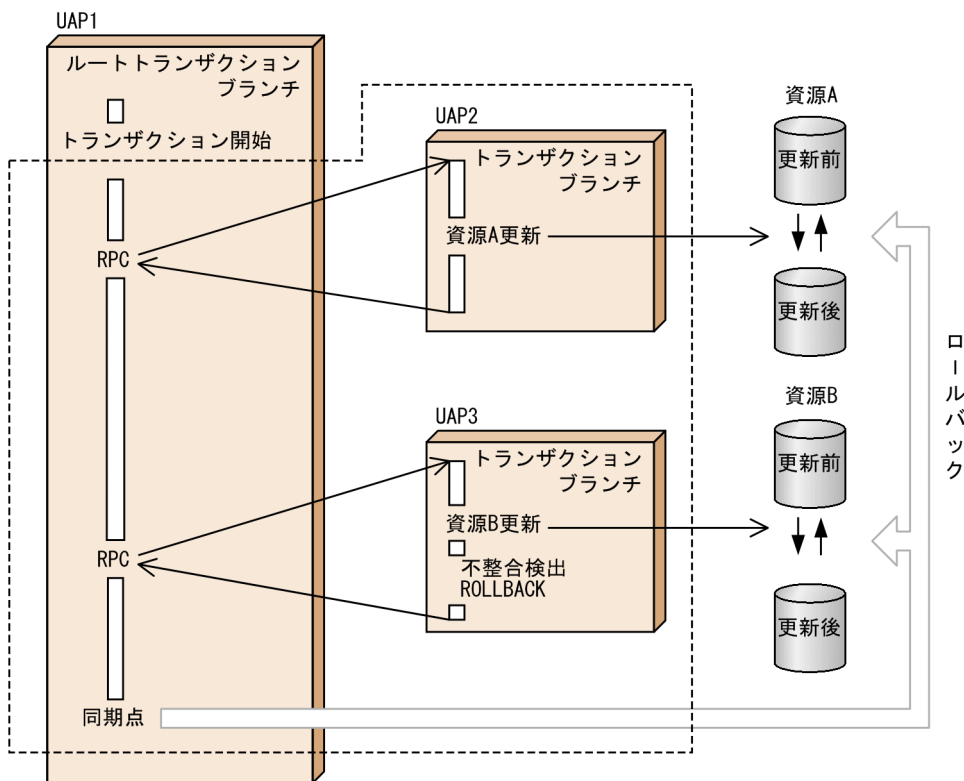 UAP1
ルートトランザクション
ブランチ
トランザクション開始
RPC
RPC
同期点
UAP2
トランザクション
ブランチ
資源A更新
UAP3
トランザクション
ブランチ
資源B更新
不整合検出
ROLLBACK
資源A
更新前
更新後
資源B
更新前
更新後
ロールバック